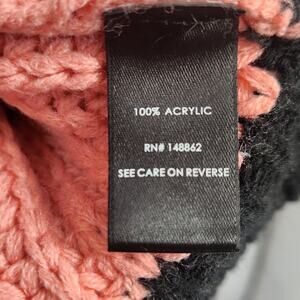 100% ACRYLIC
RN# 148862
SEE CARE ON REVERSE